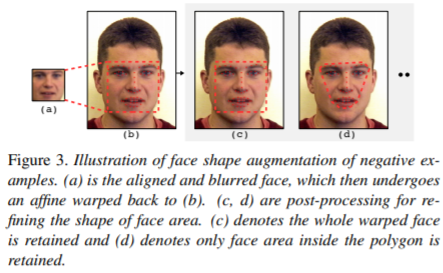 (a)
(b)
(c)
(d)
Figure 3. Illustration of face shape augmentation of negative ex-
amples. (a) is the aligned and blurred face, which then undergoes
an affine warped back to (b). (c, d) are post-processing for re-
fining the shape of face area. (c) denotes the whole warped face
is retained and (d) denotes only face area inside the polygon is
retained.